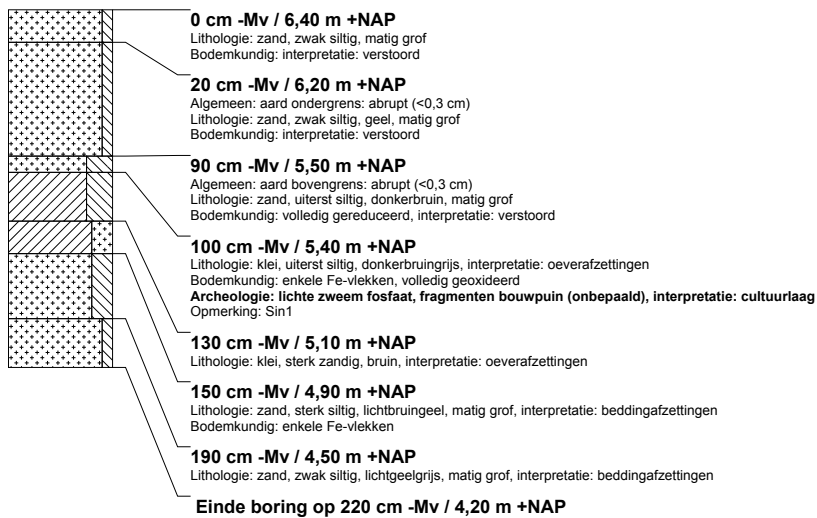 0 cm -Mv / 6,40 m +NAP
Lithologie: zand, zwak siltig, matig grof
Bodemkundig: interpretatie: verstoord
20 cm -Mv / 6,20 m +NAP
Algemeen: aard ondergrens: abrupt (<0,3 cm)
Lithologie: zand, zwak siltig, geel, matig grof
Bodemkundig: interpretatie: verstoord
90 cm -Mv / 5,50 m +NAP
Algemeen: aard bovengrens: abrupt (<0,3 cm)
Lithologie: zand, uiterst siltig, donkerbruin, matig grof
Bodemkundig: volledig gereduceerd, interpretatie: verstoord
100 cm -Mv / 5,40 m +NAP
Lithologie: klei, uiterst siltig, donkerbruingrijs, interpretatie: oeverafzettingen
Bodemkundig: enkele Fe-vlekken, volledig geoxideerd
Archeologie: lichte zweem fosfaat, fragmenten bouwpuin (onbepaald), interpretatie: cultuurlaag
Opmerking: Sin1
130 cm -Mv / 5,10 m +NAP
Lithologie: klei, sterk zandig, bruin, interpretatie: oeverafzettingen
150 cm -Mv / 4,90 m +NAP
Lithologie: zand, sterk siltig, lichtbruingeel, matig grof, interpretatie: beddingafzettingen
Bodemkundig: enkele Fe-vlekken
190 cm -Mv / 4,50 m +NAP
Lithologie: zand, zwak siltig, lichtgeelgrijs, matig grof, interpretatie: beddingafzettingen
Einde boring op 220 cm -Mv / 4,20 m +NAP